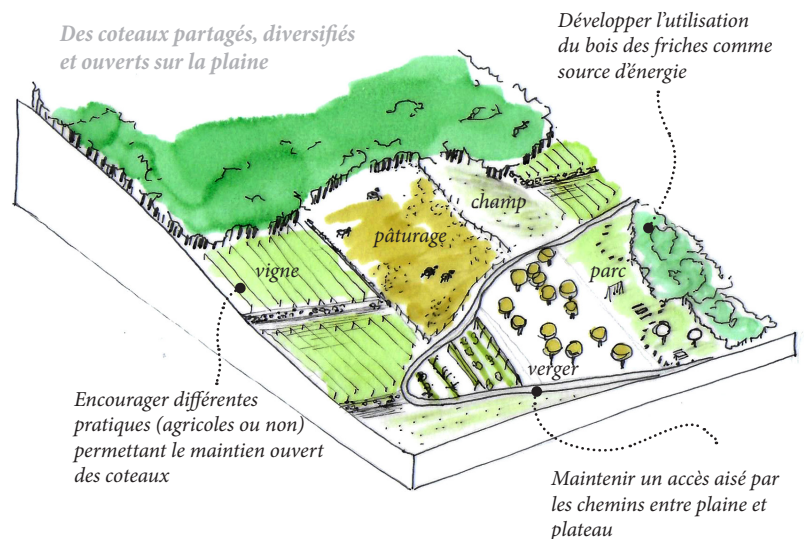 Des coteaux partagés, diversifiés
et ouverts sur la plaine
Développer l'utilisation
du bois des friches comme
source d'énergie
champ
pâturage
vigne
parc
verger
Encourager différentes
pratiques (agricoles ou non)
permettant le maintien ouvert
des coteaux
Maintenir un accès aisé par
les chemins entre plaine et
plateau